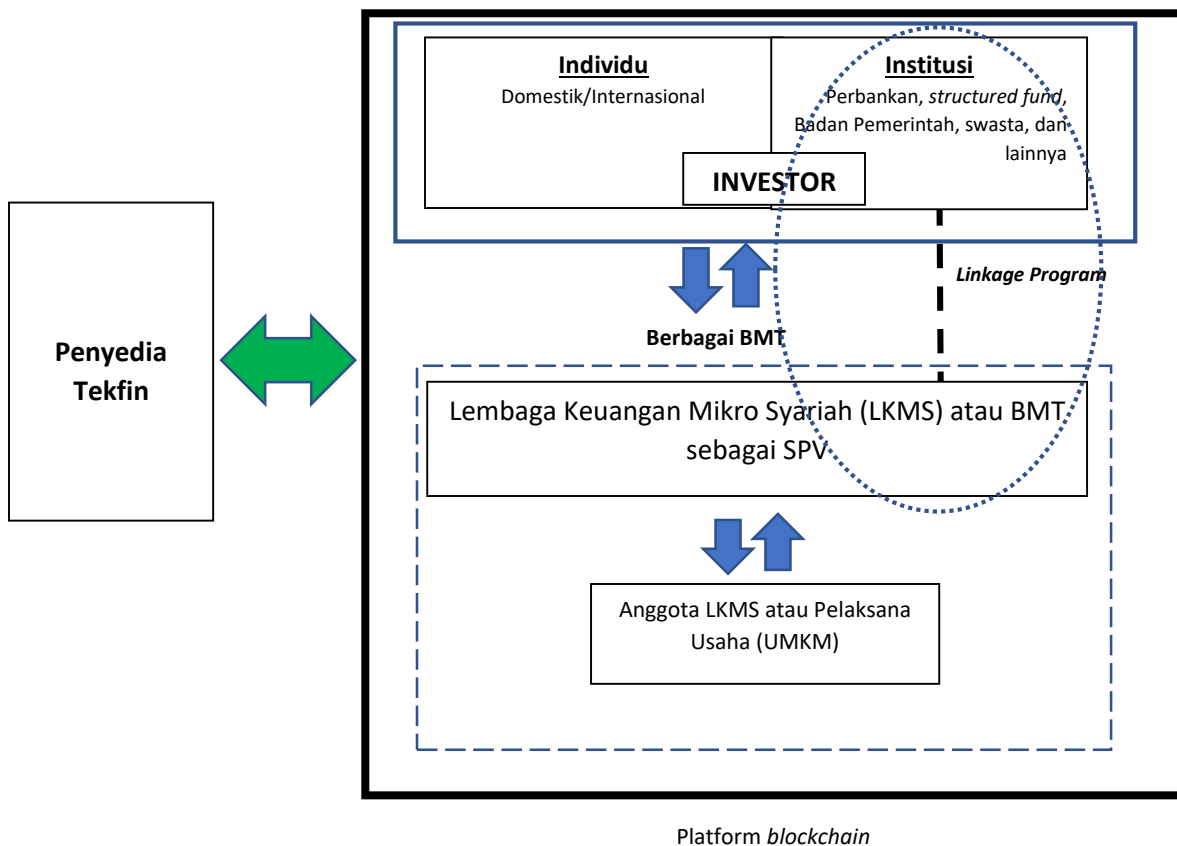 Individu
Domestik/Internasional
Institusi
Perbankan, structured fund,
Badan Pemerintah, swasta, dan
lainnya
INVESTOR
Linkage Program
Penyedia
Tekfin
Berbagai BMT
Lembaga Keuangan Mikro Syariah (LKMS) atau BMT
sebagai SPV
Anggota LKMS atau Pelaksana
Usaha (UMKM)
Platform blockchain